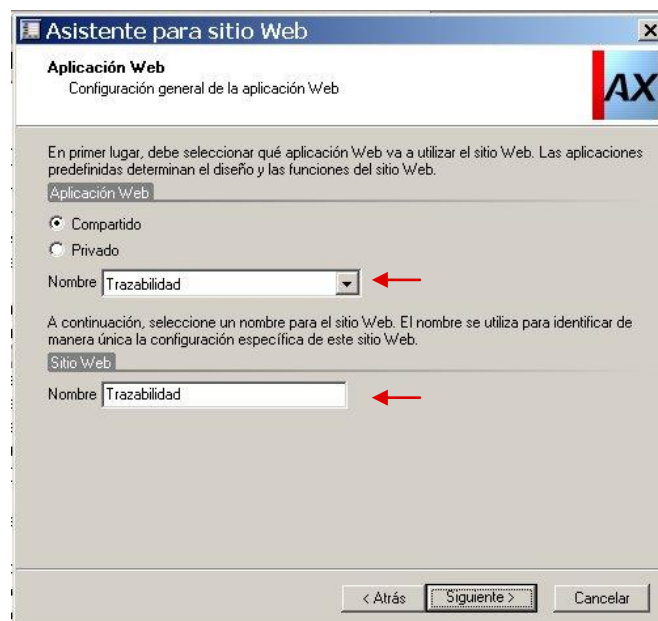 Asistente para sitio Web
Aplicación Web
Configuración general de la aplicación Web
AX
En primer lugar, debe seleccionar qué aplicación Web va a utilizar el sitio Web. Las aplicaciones
predefinidas determinan el diseño y las funciones del sitio Web.
Aplicación Web
Compartido
Privado
Nombre Trazabilidad
A continuación, seleccione un nombre para el sitio Web. El nombre se utiliza para identificar de
manera única la configuración específica de este sitio Web.
Sitio Web
Nombre Trazabilidad
< Atrás Siguiente > Cancelar